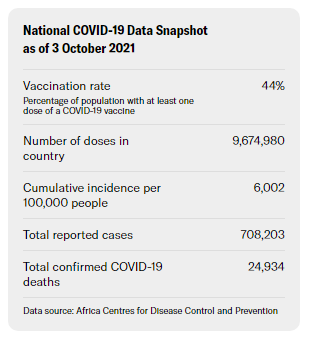 National COVID-19 Data Snapshot
as of 3 October 2021
Vaccination rate 44%
Percentage of population with at least one
dose of a COVID-19 vaccine
Number of doses in 9,674,980
country
Cumulative incidence per 6,002
100,000 people
Total reported cases 708,203
Total confirmed COVID-19 24,934
deaths
Data source: Africa Centres for Disease Control and Prevention